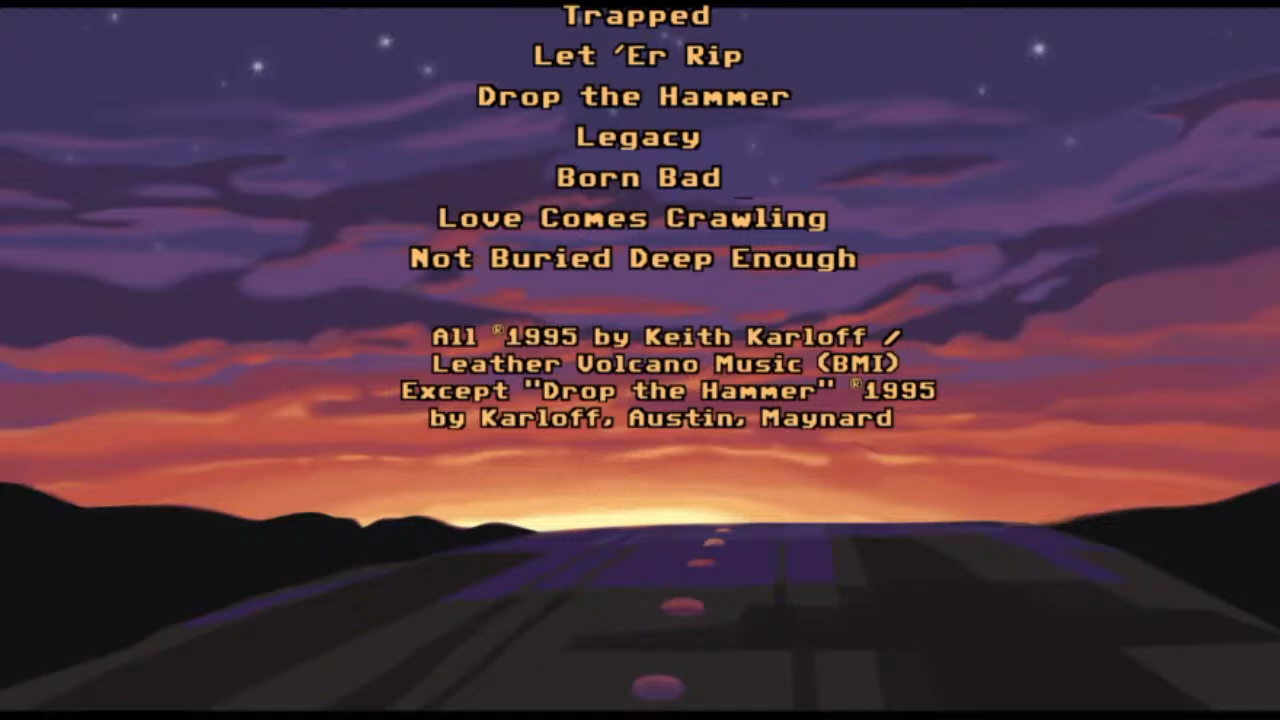 Trapped
Let 'Er Rip
Drop the Hammer
Legacy
Born Bad
Love Comes Crawling
Not Buried Deep Enough
All ®1995 by Keith Karloff /
Leather Volcano Music (BMI)
Except "Drop the Hammer" ®1995
by Karloff, Austin, Maynard